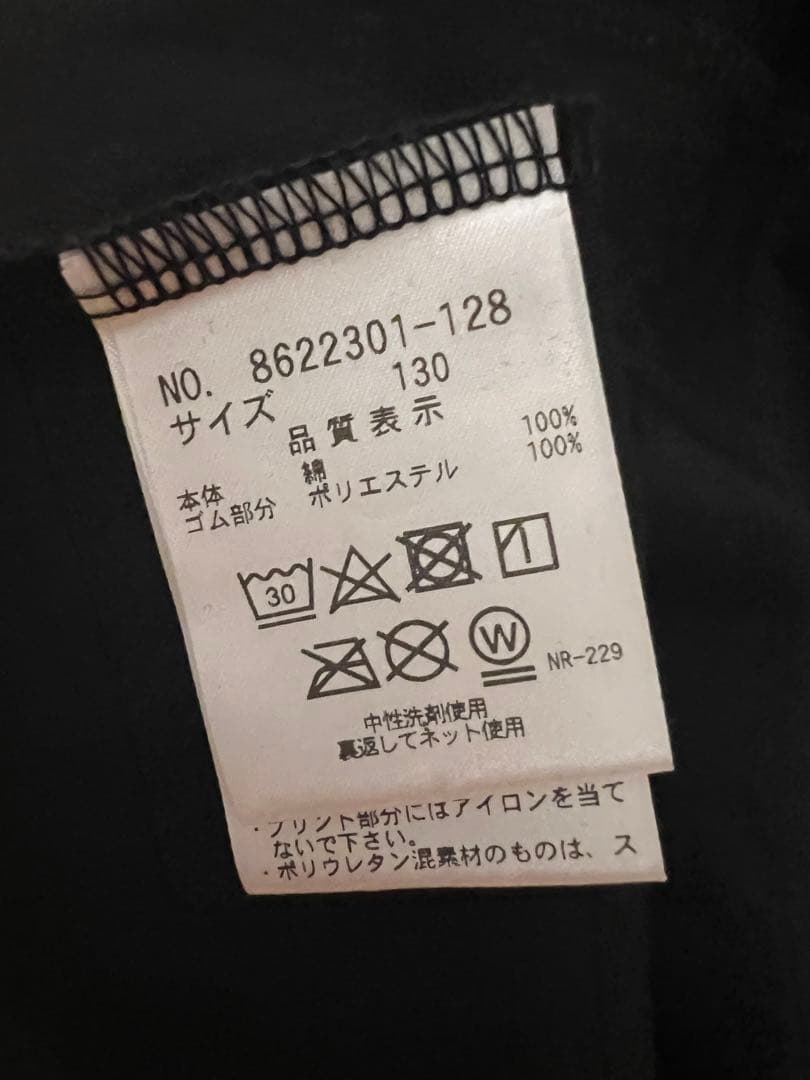 NO. 8622301-128
サイズ 130
品質表示
本体 綿 100%
ゴム部分 ポリエステル 100%
30
W NR-229
中性洗剤使用
裏返してネット使用
・プリント部分にはアイロンを当て
ないで下さい。
・ポリウレタン混素材のものは、ス